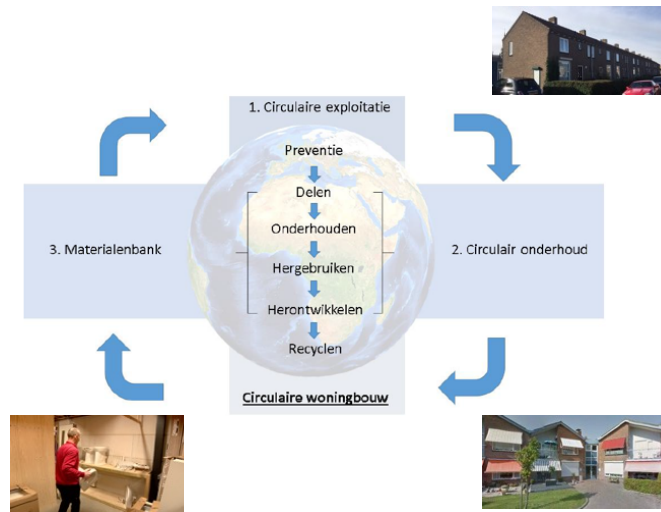 1. Circulaire exploitatie
Preventie
Delen
Onderhouden
3. Materialenbank
2. Circulair onderhoud
Hergebruiken
Herontwikkelen
Recyclen
Circulaire woningbouw